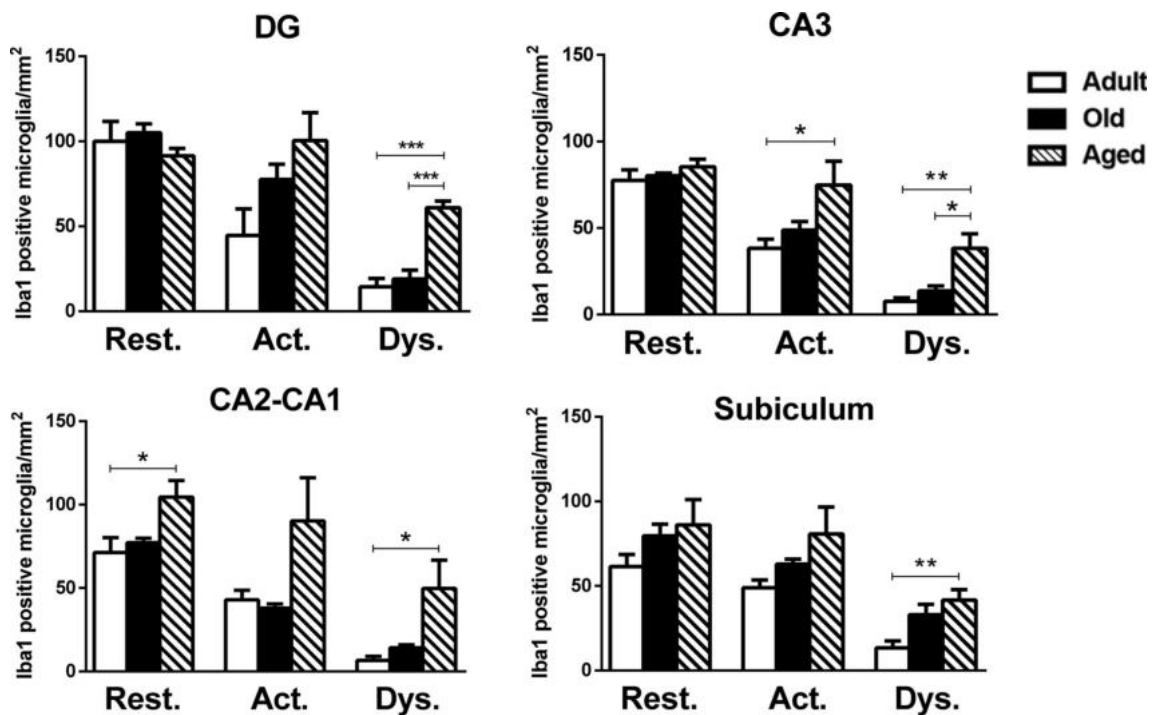 DG
Iba1 positive microglia/mm²
150
100
50
0
***
***
Rest. Act. Dys.
CA3
Iba1 positive microglia/mm²
150
100
50
0
*
**
*
Rest. Act. Dys.
Adult
Old
Aged
CA2-CA1
Iba1 positive microglia/mm²
150
100
50
0
*
*
Rest. Act. Dys.
Subiculum
Iba1 positive microglia/mm²
150
100
50
0
**
Rest. Act. Dys.